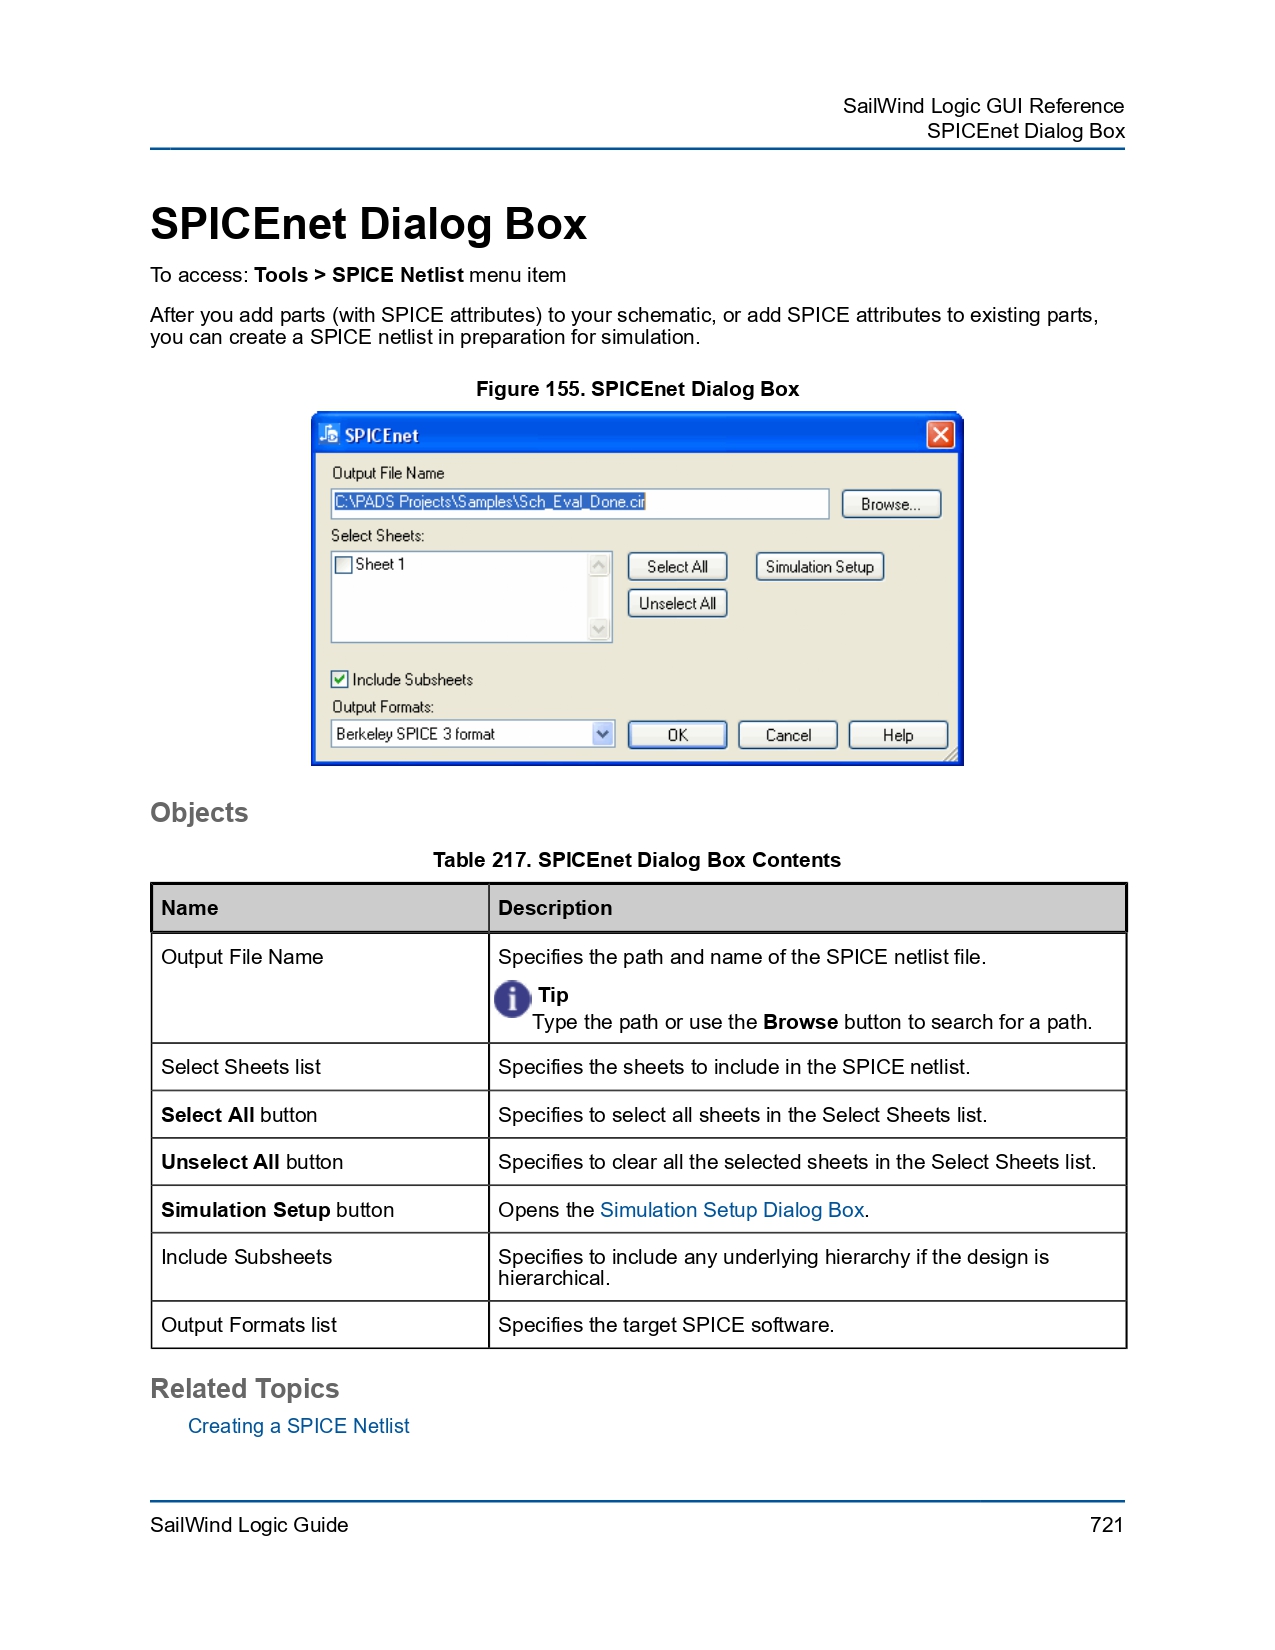 SailWind Logic GUI Reference
SPICEnet Dialog Box
SPICEnet Dialog Box
To access: Tools > SPICE Netlist menu item
After you add parts (with SPICE attributes) to your schematic, or add SPICE attributes to existing parts,
you can create a SPICE netlist in preparation for simulation.
Figure 155. SPICEnet Dialog Box
SPICEnet
Output File Name
C:\PADS Projects\Samples\Sch_Eval_Done.cir
Browse...
Select Sheets:
Sheet 1
Select All
Simulation Setup
Unselect All
Include Subsheets
Output Formats:
Berkeley SPICE 3 format
OK
Cancel
Help
Objects
Table 217. SPICEnet Dialog Box Contents
Name
Description
Output File Name
Specifies the path and name of the SPICE netlist file.
Tip
Type the path or use the Browse button to search for a path.
Select Sheets list
Specifies the sheets to include in the SPICE netlist.
Select All button
Specifies to select all sheets in the Select Sheets list.
Unselect All button
Specifies to clear all the selected sheets in the Select Sheets list.
Simulation Setup button
Opens the Simulation Setup Dialog Box.
Include Subsheets
Specifies to include any underlying hierarchy if the design is
hierarchical.
Output Formats list
Specifies the target SPICE software.
Related Topics
Creating a SPICE Netlist
SailWind Logic Guide
721